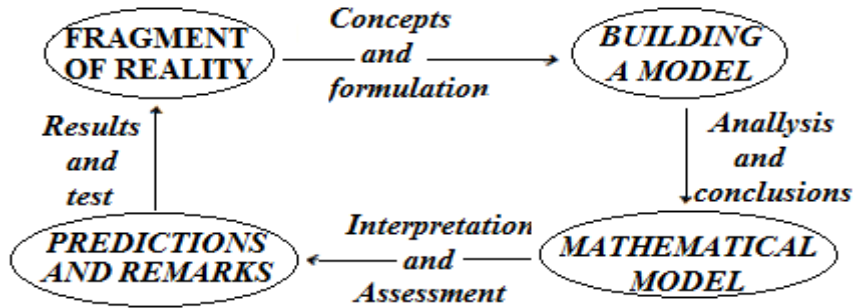 FRAGMENT
OF REALITY
Concepts
and
formulation
BUILDING
A MODEL
Anallysis
and
conclusions
MATHEMATICAL
MODEL
Interpretation
and
Assessment
PREDICTIONS
AND REMARKS
Results
and
test